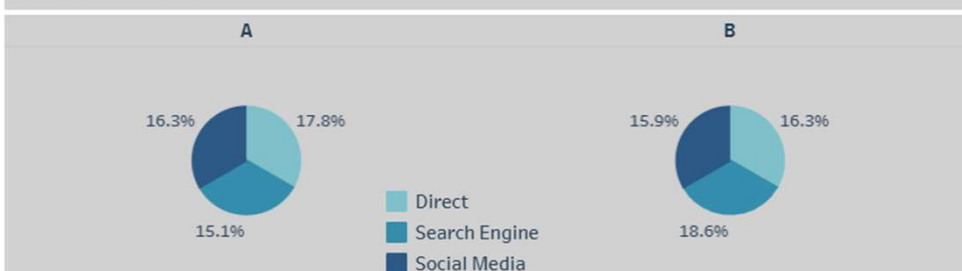 A B
16.3% 17.8% 15.9% 16.3%
Direct
Search Engine
15.1% 18.6%
Social Media